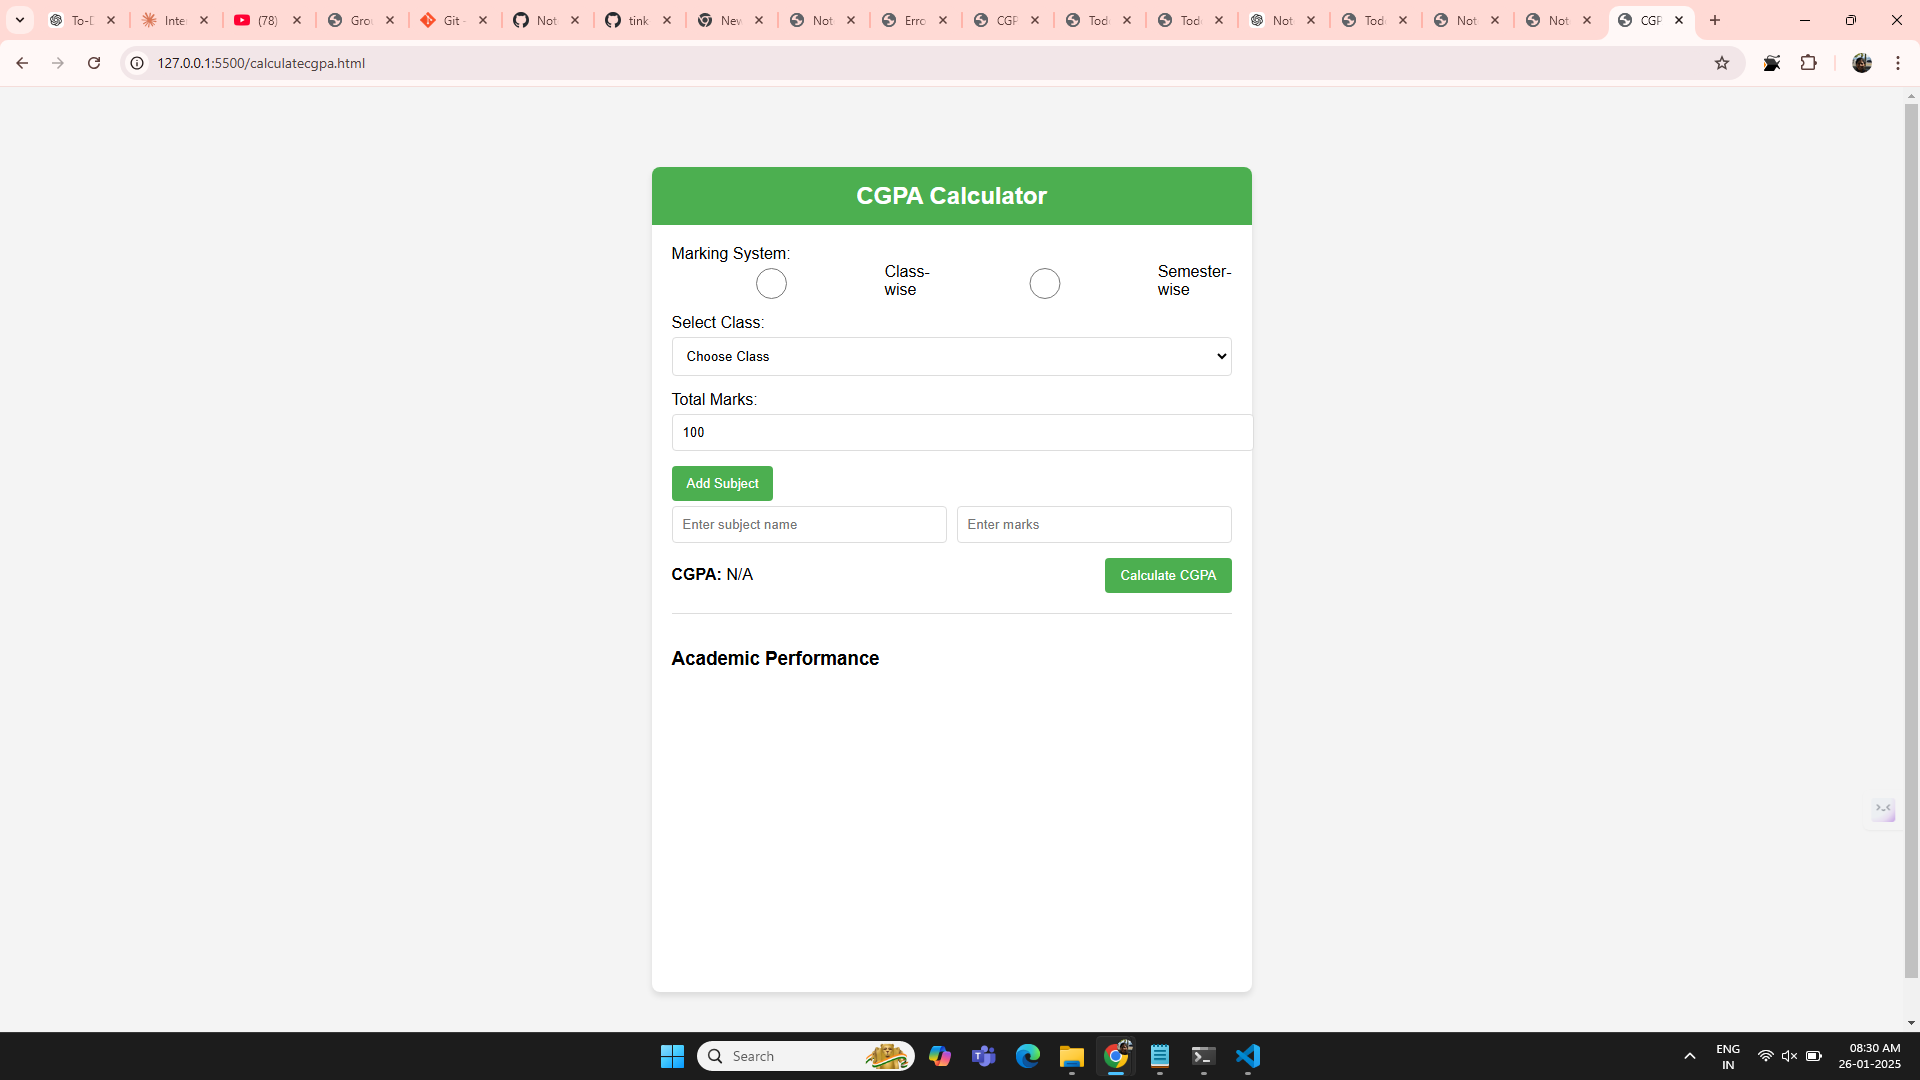 To-D
Inte
(78)
Grou
Git -
Not
tink
New
Not
Erro
CGP
Tod
Tod
Not
Tod
Not
Not
CGP
127.0.0.1:5500/calculatecgpa.html
CGPA Calculator
Marking System:
Class-
wise
Semester-
wise
Select Class:
Choose Class
Total Marks:
100
Add Subject
Enter subject name
Enter marks
CGPA: N/A
Calculate CGPA
Academic Performance
Search
ENG
IN
08:30 AM
26-01-2025